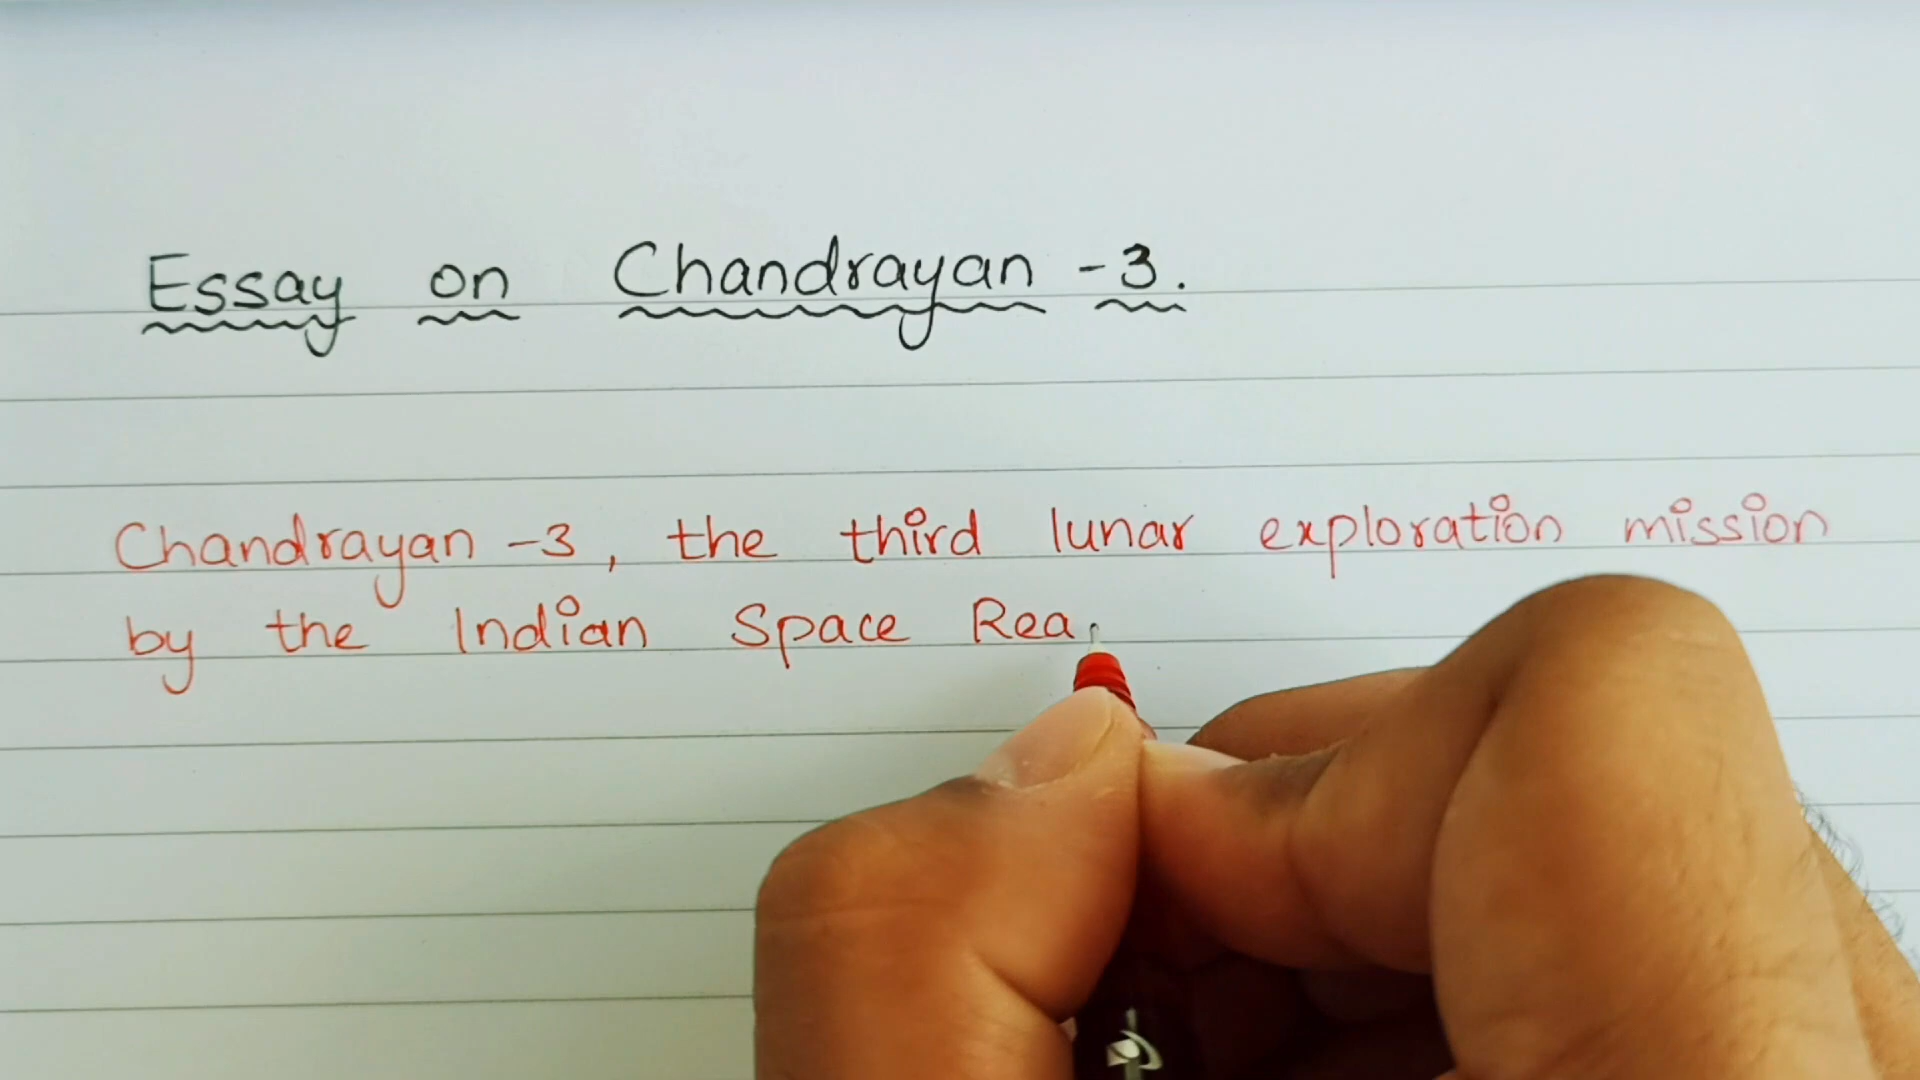 Essay on Chandrayan -3.
Chandrayan -3, the third lunar exploration mission
by the Indian Space Rea